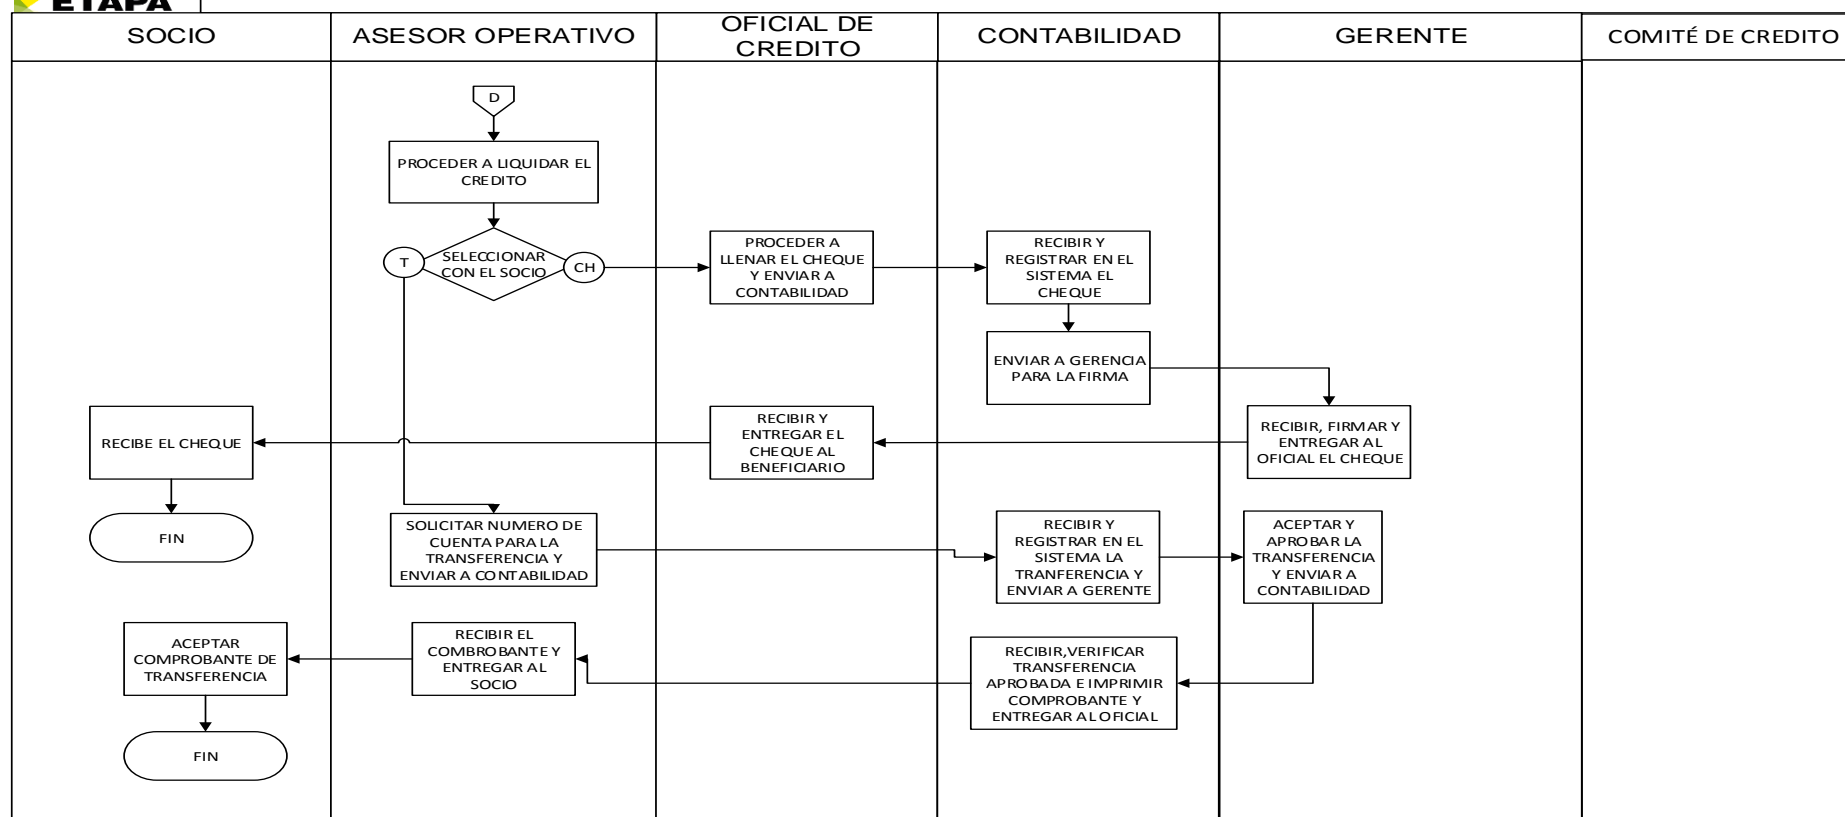 ETAPA
SOCIO
ASESOR OPERATIVO
OFICIAL DE
CREDITO
CONTABILIDAD
GERENTE
COMITÉ DE CREDITO
D
PROCEDER A LIQUIDAR EL
CREDITO
T
SELECCIONAR
CON EL SOCIO
CH
PROCEDER A
LLENAR EL CHEQUE
Y ENVIAR A
CONTABILIDAD
RECIBIR Y
REGISTRAR EN EL
SISTEMA EL
CHEQUE
ENVIAR A GERENCIA
PARA LA FIRMA
RECIBIR, FIRMAR Y
ENTREGAR AL
OFICIAL EL CHEQUE
RECIBIR Y
ENTREGAR EL
CHEQUE AL
BENEFICIARIO
RECIBE EL CHEQUE
FIN
SOLICITAR NUMERO DE
CUENTA PARA LA
TRANSFERENCIA Y
ENVIAR A CONTABILIDAD
RECIBIR Y
REGISTRAR EN EL
SISTEMA LA
TRANFERENCIA Y
ENVIAR A GERENTE
ACEPTAR Y
APROBAR LA
TRANSFERENCIA
Y ENVIAR A
CONTABILIDAD
RECIBIR,VERIFICAR
TRANSFERENCIA
APROBADA E IMPRIMIR
COMPROBANTE Y
ENTREGAR AL OFICIAL
RECIBIR EL
COMBROBANTE Y
ENTREGAR AL
SOCIO
ACEPTAR
COMPROBANTE DE
TRANSFERENCIA
FIN